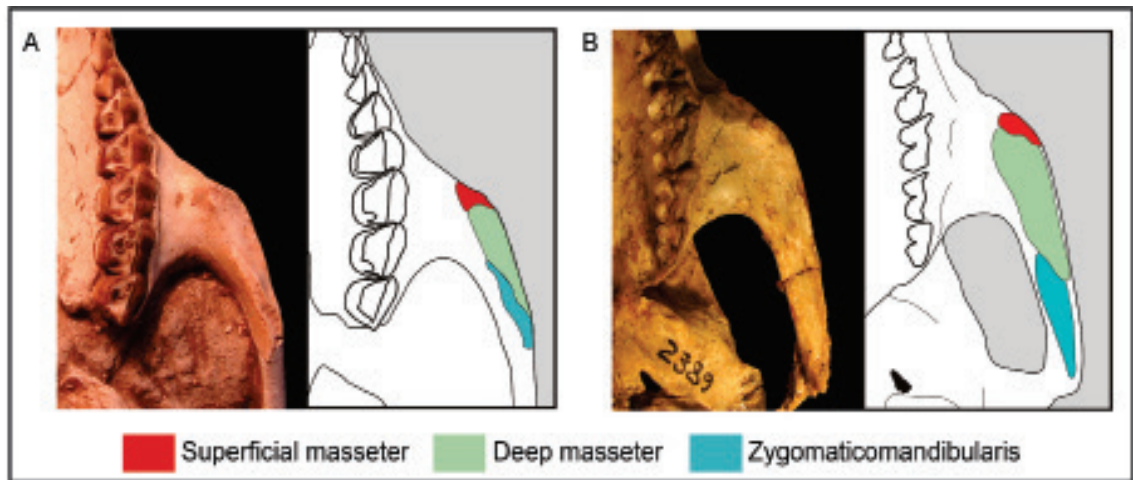 A
B
2389
Superficial masseter
Deep masseter
Zygomaticomandibularis